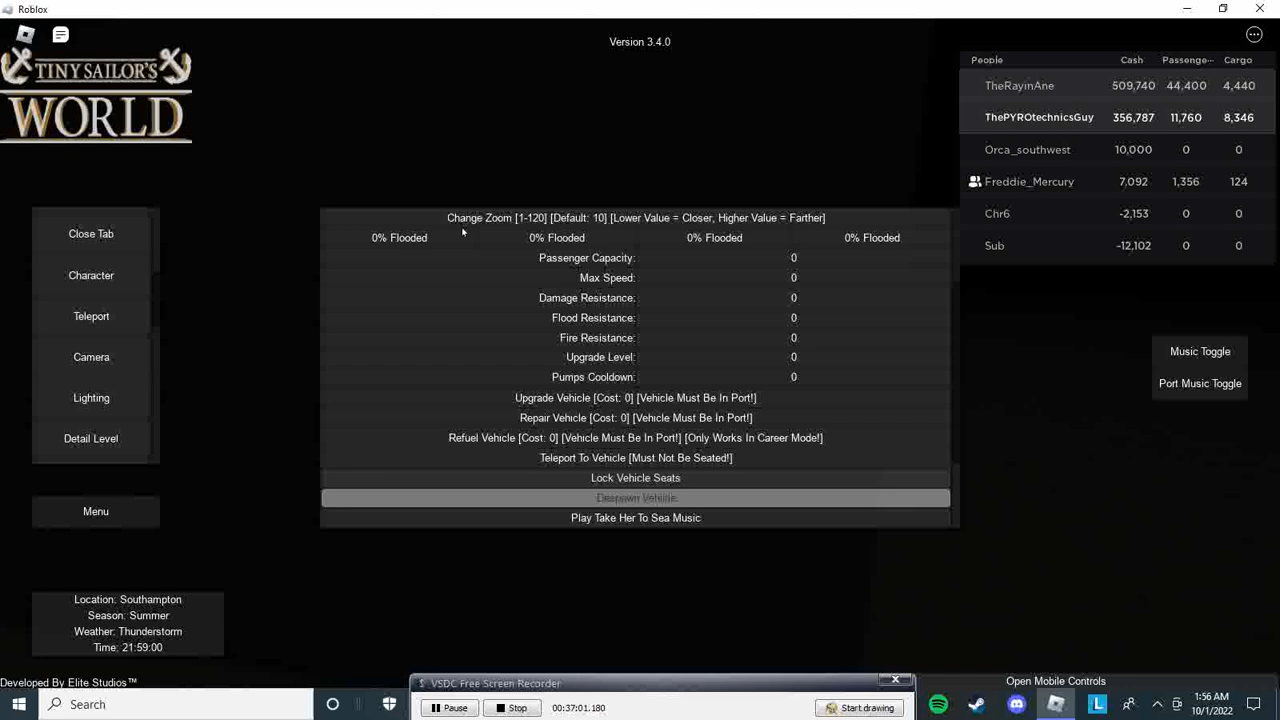 Roblox
Version 3.4.0
TINY SAILOR'S
WORLD
People Cash Passenge··· Cargo
TheRayinAne 509,740 44,400 4,440
ThePYROtechnicsGuy 356,787 11,760 8,346
Orca_southwest 10,000 0 0
Freddie_Mercury 7,092 1,356 124
Chr6 -2,153 0 0
Sub -12,102 0 0
Close Tab
Character
Teleport
Camera
Lighting
Detail Level
Menu
Change Zoom [1-120] [Default: 10] [Lower Value = Closer, Higher Value = Farther]
0% Flooded 0% Flooded 0% Flooded 0% Flooded
Passenger Capacity: 0
Max Speed: 0
Damage Resistance: 0
Flood Resistance: 0
Fire Resistance: 0
Upgrade Level: 0
Pumps Cooldown: 0
Upgrade Vehicle [Cost: 0] [Vehicle Must Be In Port!]
Repair Vehicle [Cost: 0] [Vehicle Must Be In Port!]
Refuel Vehicle [Cost: 0] [Vehicle Must Be In Port!] [Only Works In Career Mode!]
Teleport To Vehicle [Must Not Be Seated!]
Lock Vehicle Seats
Despawn Vehicle
Play Take Her To Sea Music
Music Toggle
Port Music Toggle
Location: Southampton
Season: Summer
Weather: Thunderstorm
Time: 21:59:00
Developed By Elite Studios™
Open Mobile Controls
VSDC Free Screen Recorder
Pause Stop 00:37:01.180 Start drawing
Search
1:56 AM
10/1/2022